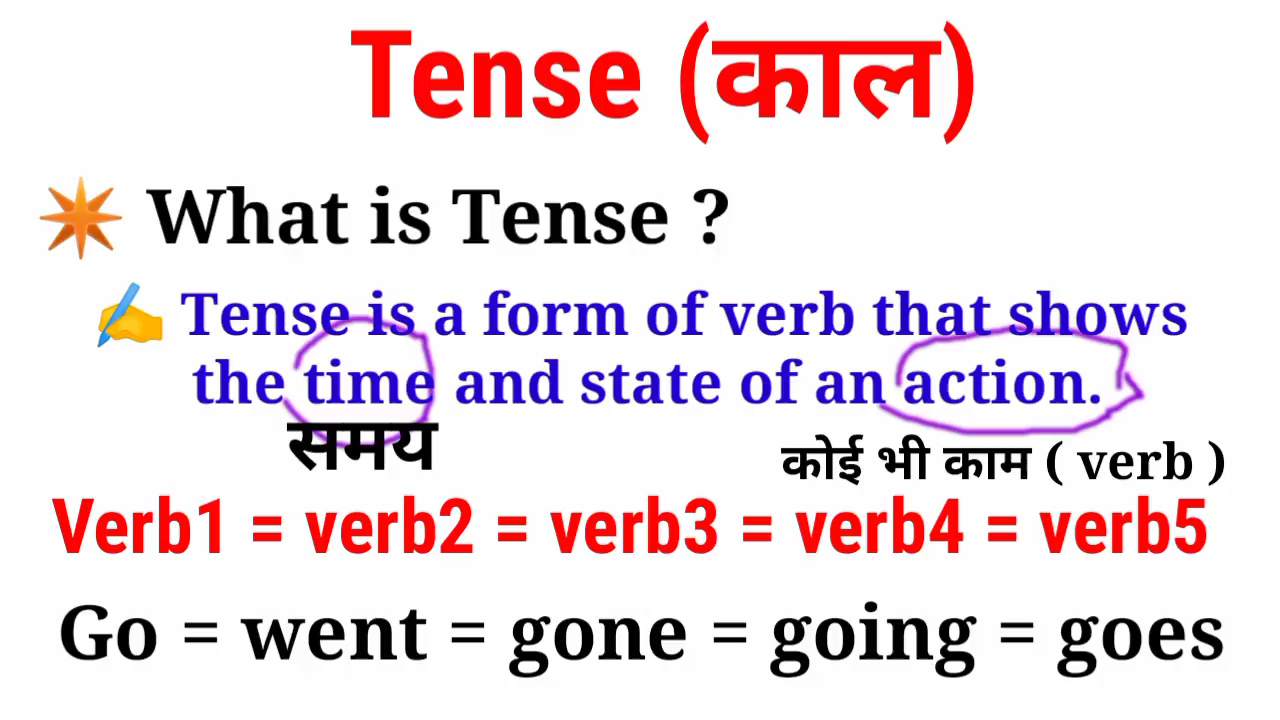 Tense (काल)
What is Tense ?
Tense is a form of verb that shows
the time and state of an action.
समय
कोई भी काम ( verb )
Verb1 = verb2 = verb3 = verb4 = verb5
Go = went = gone = going = goes